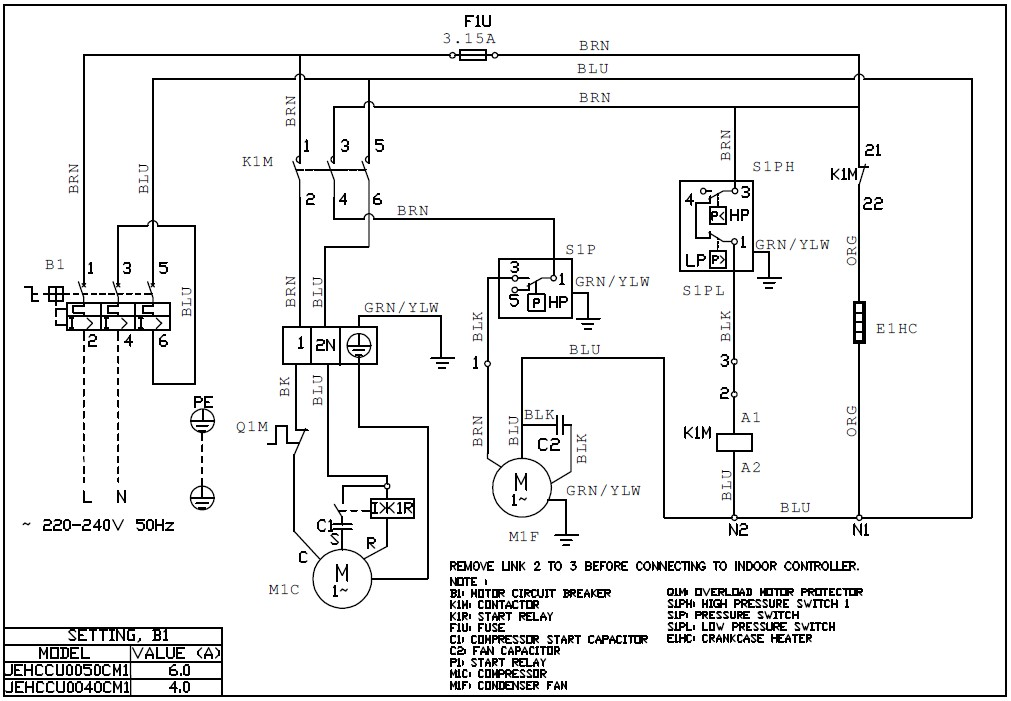 F1U
3.15A
BRN
BLU
BRN
BRN
BLU
BRN
K1M
1 3 5
2 4 6
BRN
B1
1 3 5
BLU
I> I> I>
2 4 6
PE
L N
~ 220-240V 50Hz
BRN
BLU
GRN/YLW
1 2N
BK
BLU
Q1M
I 1R
C1
S
R
C
M
1~
M1C
S1P
3
1
5
P HP
GRN/YLW
BLK
1
BRN
BLU
BLU
BLK
C2
BLK
M
1~
GRN/YLW
M1F
BRN
S1PH
4 3
P< HP
1
LP P>
GRN/YLW
S1PL
BLK
3
2
A1
K1M
A2
BLU
BLU
N2
N1
21
K1M
22
ORG
E1HC
ORG
REMOVE LINK 2 TO 3 BEFORE CONNECTING TO INDOOR CONTROLLER.
NOTE :
B1: MOTOR CIRCUIT BREAKER
K1M: CONTACTOR
K1R: START RELAY
F1U: FUSE
C1: COMPRESSOR START CAPACITOR
C2: FAN CAPACITOR
P1: START RELAY
M1C: COMPRESSOR
M1F: CONDENSER FAN
Q1M: OVERLOAD MOTOR PROTECTOR
S1PH: HIGH PRESSURE SWITCH 1
S1P: PRESSURE SWITCH
S1PL: LOW PRESSURE SWITCH
E1HC: CRANKCASE HEATER
SETTING, B1
MODEL VALUE (A)
JEHCCU0050CM1 6.0
JEHCCU0040CM1 4.0